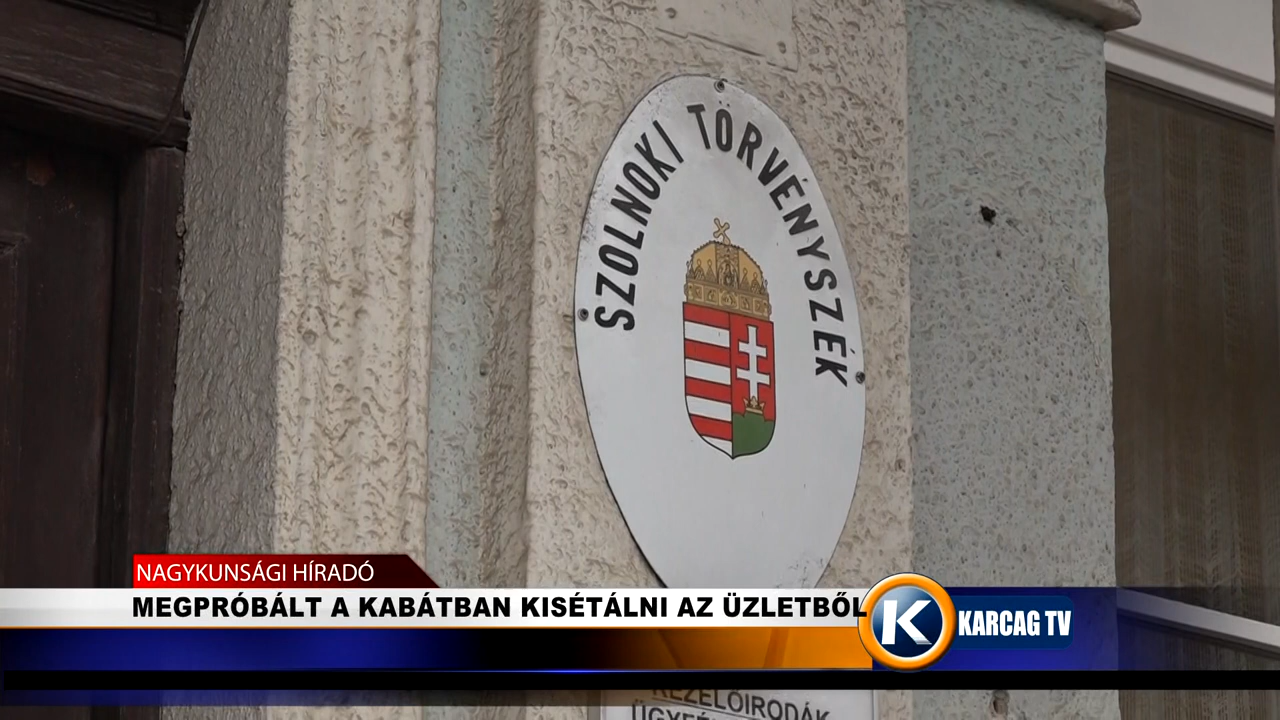 SZOLNOKI TÖRVÉNYSZÉK
NAGYKUNSÁGI HÍRADÓ
MEGPRÓBÁLT A KABÁTBAN KISÉTÁLNI AZ ÜZLETBŐL
K KARCAG TV
KEZELŐIRODÁK